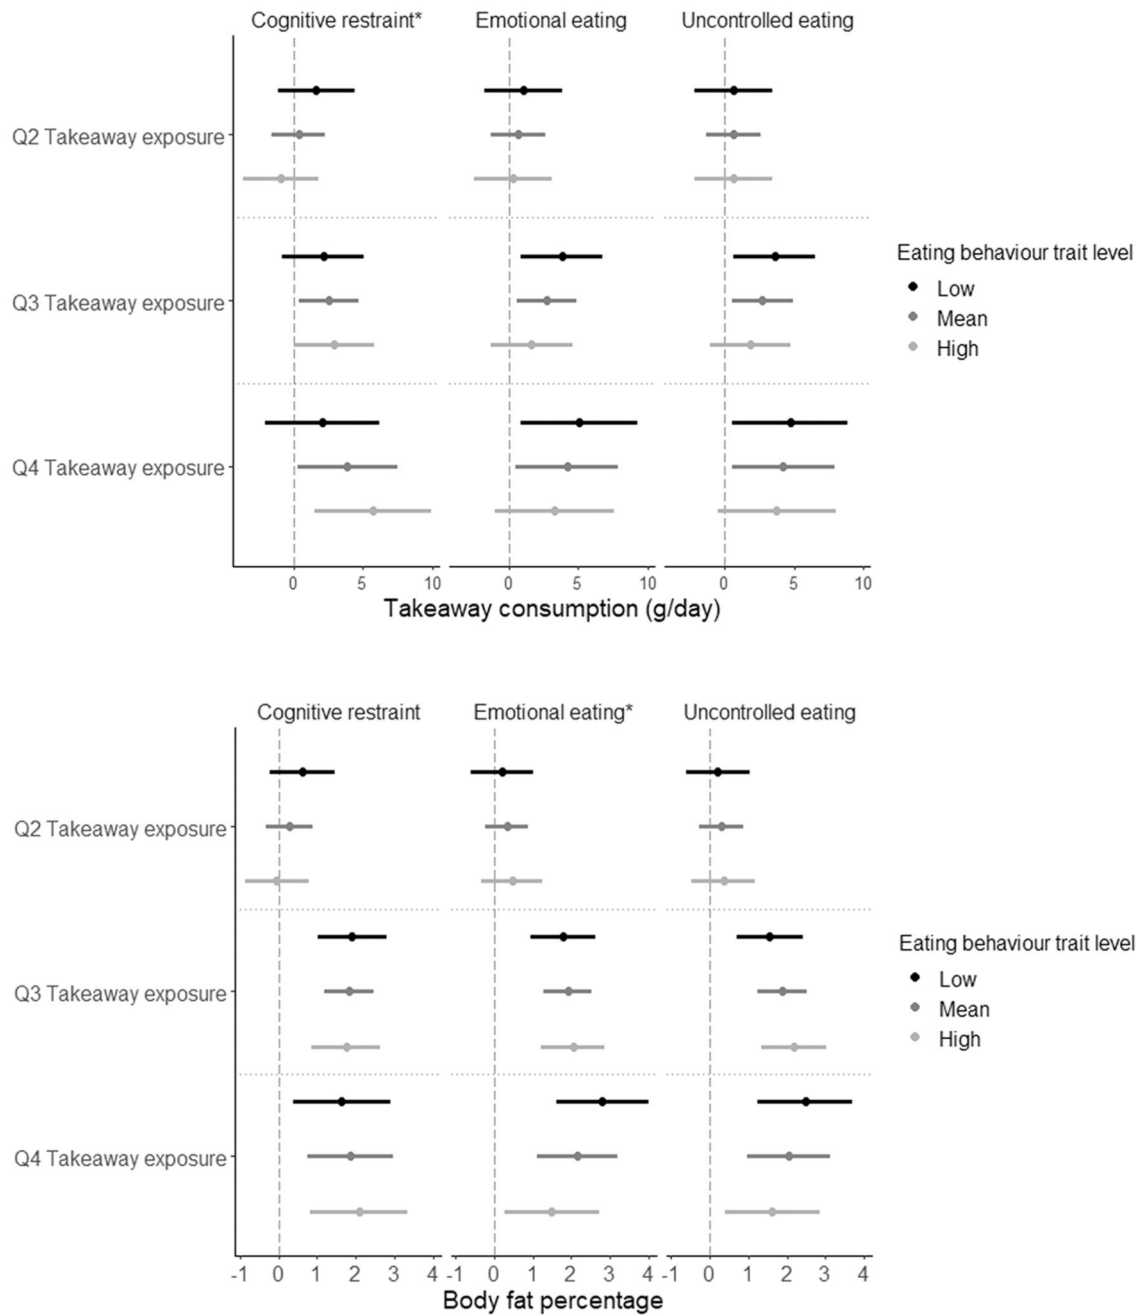 Cognitive restraint* Emotional eating Uncontrolled eating
Q2 Takeaway exposure
Q3 Takeaway exposure
Q4 Takeaway exposure
0 5 10 0 5 10 0 5 10
Takeaway consumption (g/day)
Eating behaviour trait level
Low
Mean
High
Cognitive restraint Emotional eating* Uncontrolled eating
Q2 Takeaway exposure
Q3 Takeaway exposure
Q4 Takeaway exposure
-1 0 1 2 3 4 -1 0 1 2 3 4 -1 0 1 2 3 4
Body fat percentage
Eating behaviour trait level
Low
Mean
High